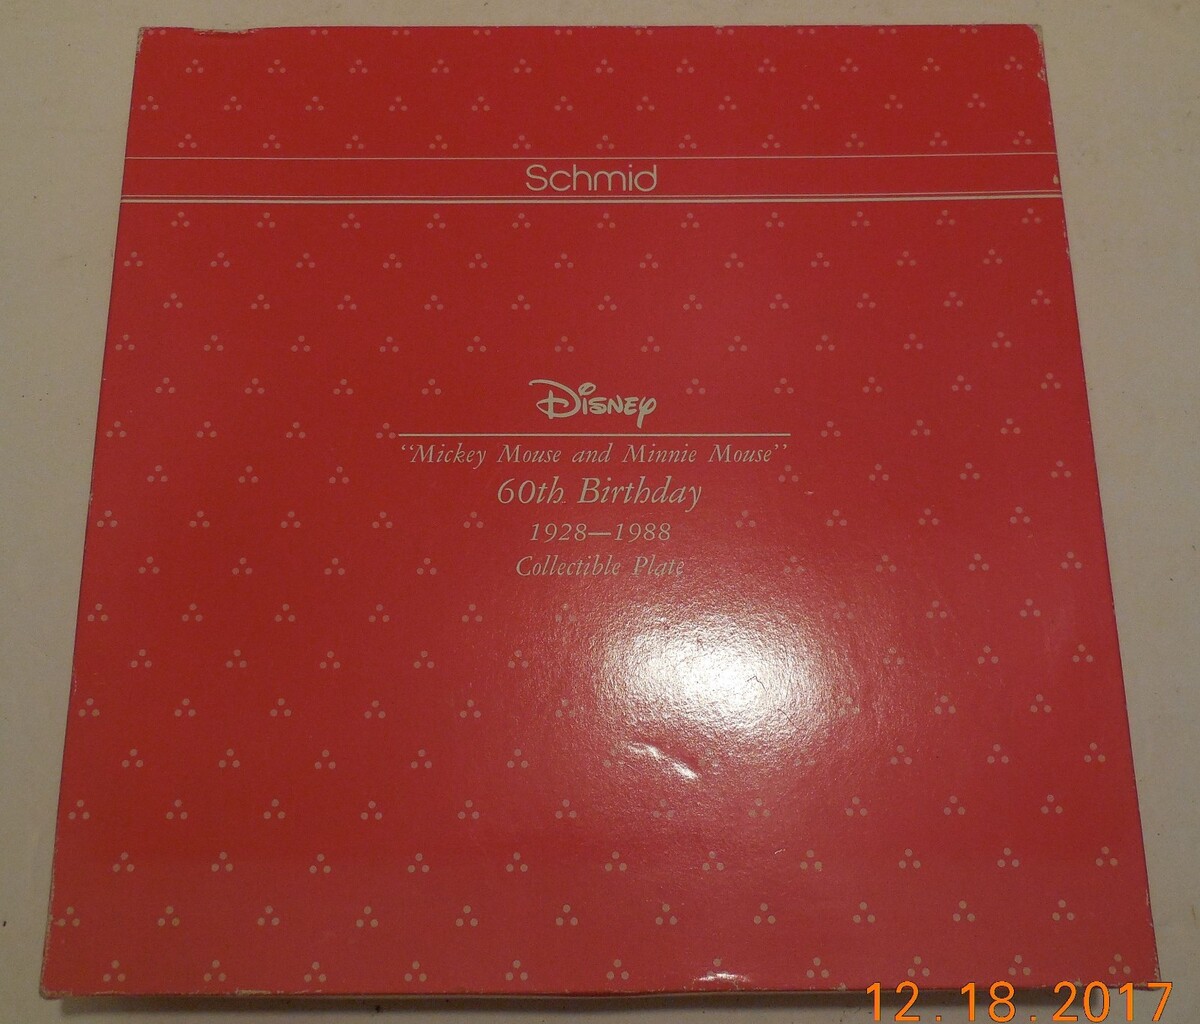 Schmid
Disney
“Mickey Mouse and Minnie Mouse”
60th Birthday
1928—1988
Collectible Plate
12.18.2017